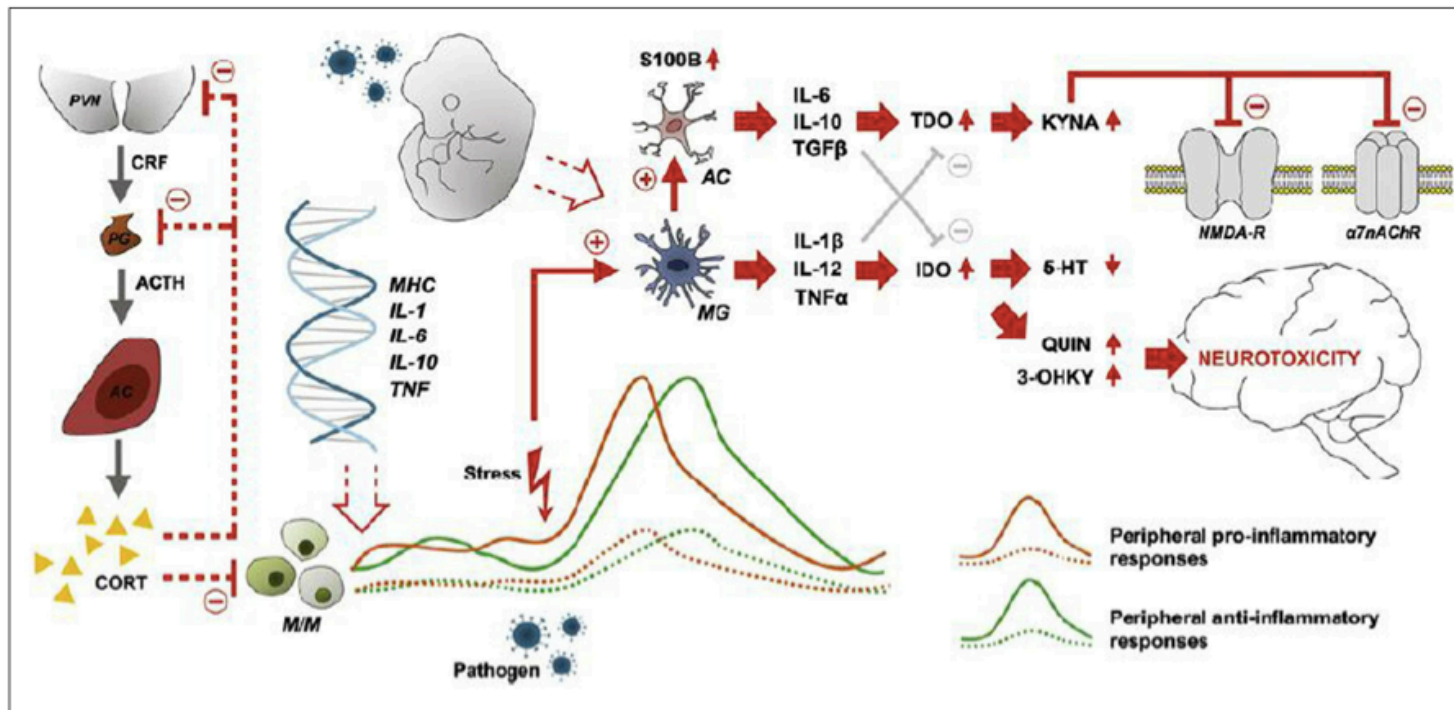 PVN
CRF
PG
ACTH
AC
CORT
MHC
IL-1
IL-6
IL-10
TNF
M/M
Stress
Pathogen
S100B
AC
MG
IL-6
IL-10
TGFβ
TDO
KYNA
IL-1β
IL-12
TNFα
IDO
5-HT
QUIN
3-OHKY
NMDA-R
α7nAChR
NEUROTOXICITY
Peripheral pro-inflammatory
responses
Peripheral anti-inflammatory
responses